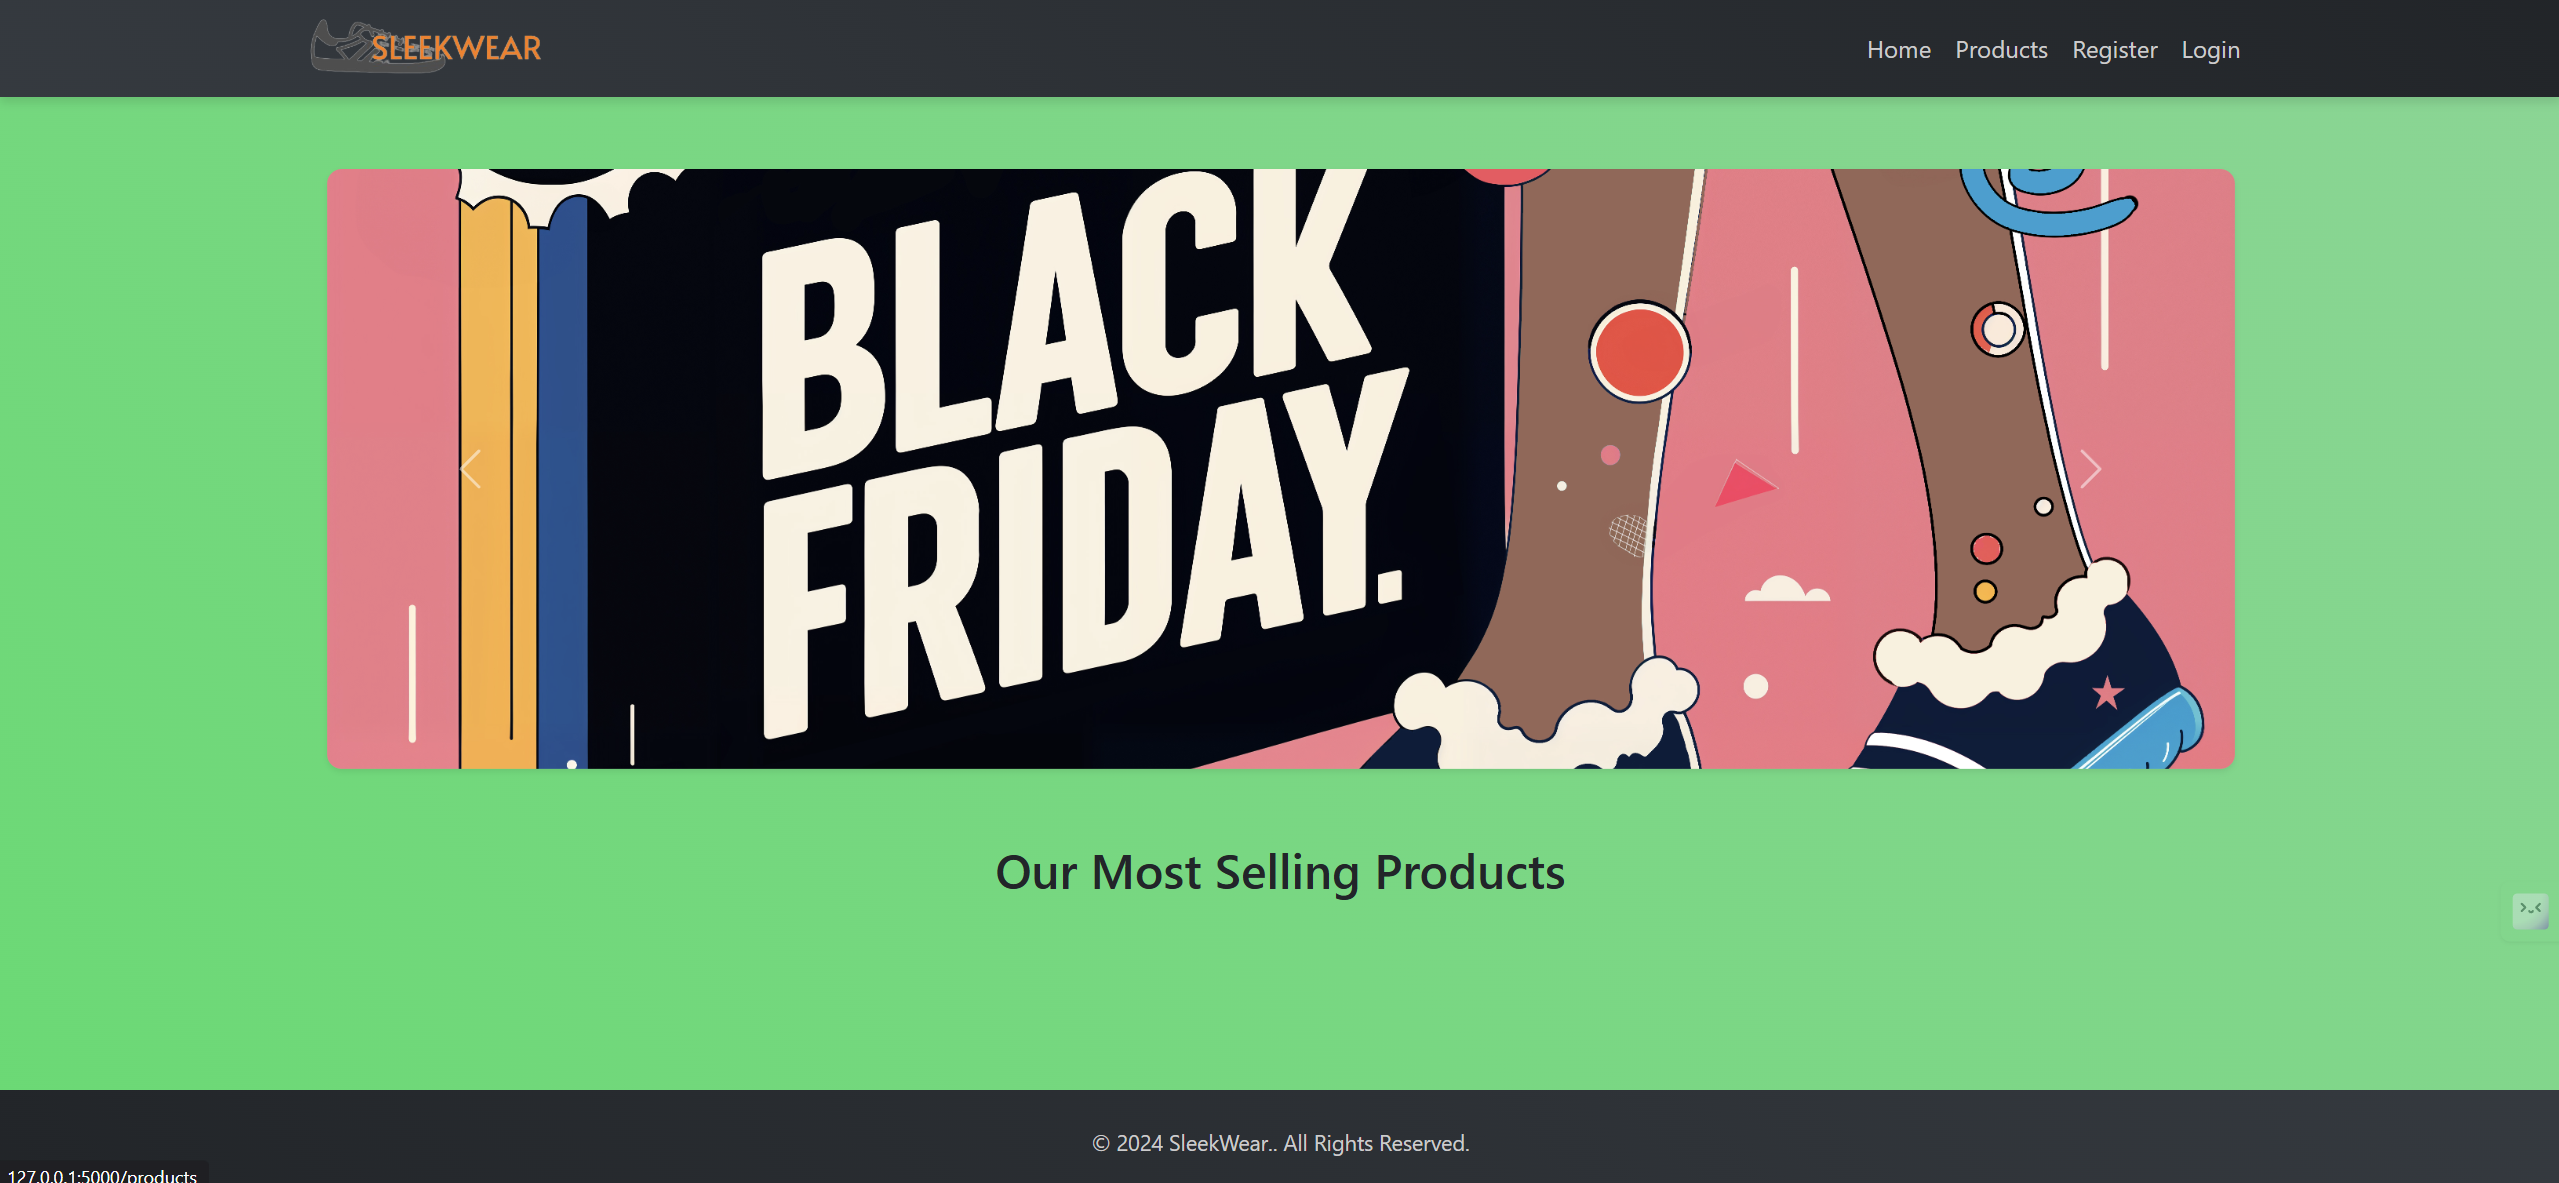 SLEEKWEAR
Home Products Register Login
BLACK
FRIDAY.
Our Most Selling Products
© 2024 SleekWear.. All Rights Reserved.
127.0.0.1:5000/products